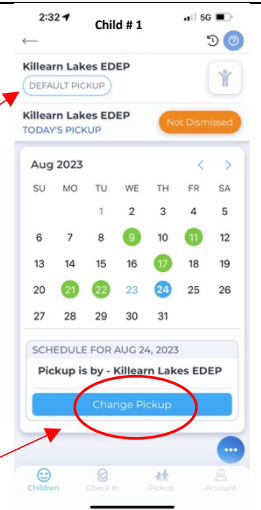 2:32
Child # 1
5G
Killearn Lakes EDEP
DEFAULT PICKUP
Killearn Lakes EDEP
TODAY'S PICKUP
Not Dismissed
Aug 2023
SU MO TU WE TH FR SA
1 2 3 4 5
6 7 8 9 10 11 12
13 14 15 16 17 18 19
20 21 22 23 24 25 26
27 28 29 30 31
SCHEDULE FOR AUG 24, 2023
Pickup is by - Killearn Lakes EDEP
Change Pickup
Children Check In Pickup Account